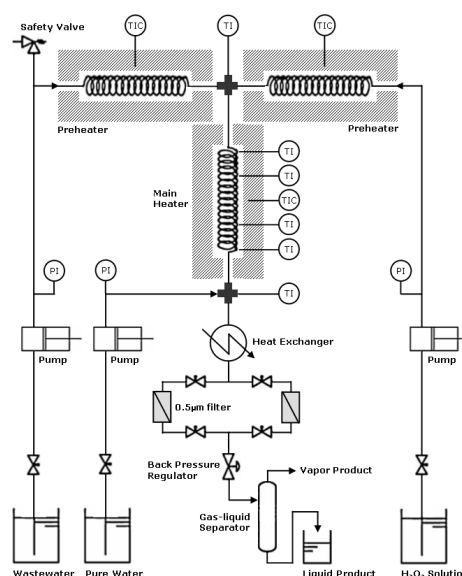 Safety Valve
TIC
TI
TIC
Preheater
Preheater
TI
TI
Main
Heater
TIC
TI
TI
PI
PI
TI
PI
Heat Exchanger
Pump
Pump
Pump
0.5µm filter
Back Pressure
Regulator
Vapor Product
Gas-liquid
Separator
Wastewater
Pure Water
Liquid Product
H₂O₂ Solutio